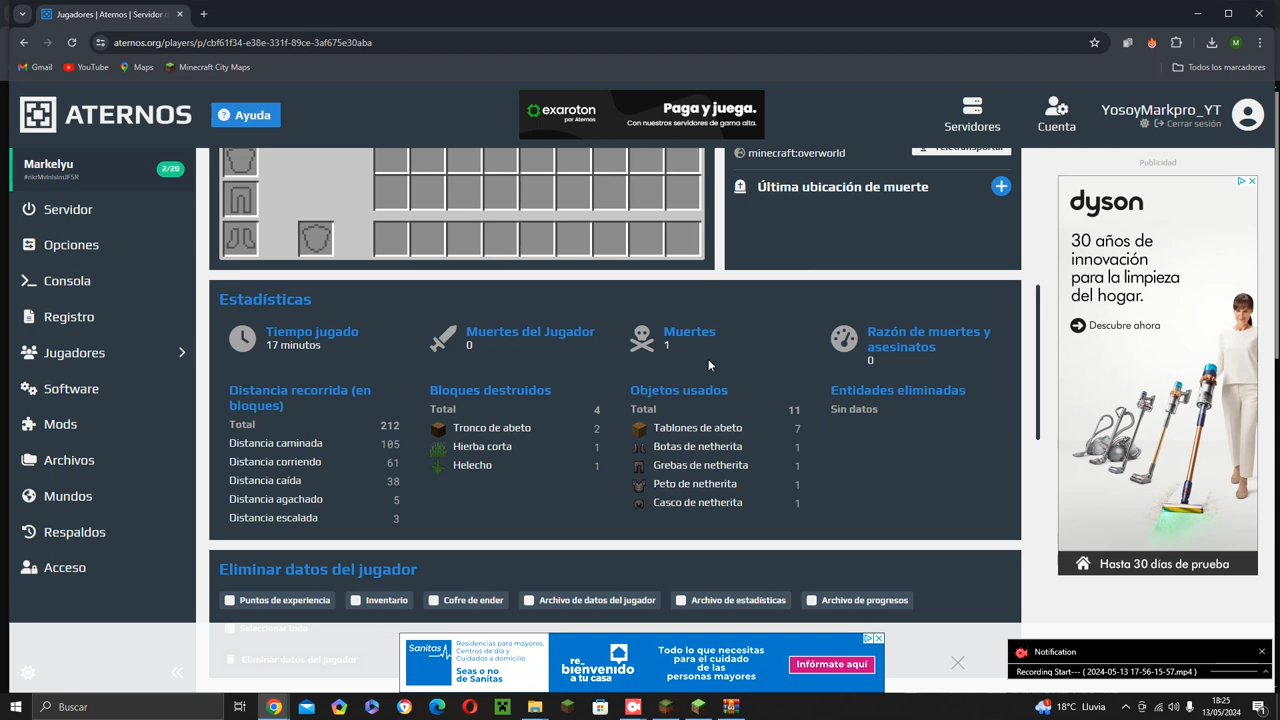 Jugadores | Aternos | Servidor d
aternos.org/players/p/cbf61f34-e38e-331f-89ce-3af675e30aba
Gmail
YouTube
Maps
Minecraft City Maps
Todos los marcadores
M
ATERNOS
Ayuda
exaroton
por Aternos
Paga y juega.
Con nuestros servidores de gama alta.
Servidores
Cuenta
YosoyMarkpro_YT
Cerrar sesión
Markelyu
2/20
Servidor
Opciones
Consola
Registro
Jugadores
Software
Mods
Archivos
Mundos
Respaldos
Acceso
minecraft:overworld
Teletransportar
Última ubicación de muerte
Estadísticas
Tiempo jugado
17 minutos
Muertes del Jugador
0
Muertes
1
Razón de muertes y
asesinatos
0
Distancia recorrida (en
bloques)
Total 212
Distancia caminada 105
Distancia corriendo 61
Distancia caída 38
Distancia agachado 5
Distancia escalada 3
Bloques destruidos
Total 4
Tronco de abeto 2
Hierba corta 1
Helecho 1
Objetos usados
Total 11
Tablones de abeto 7
Botas de netherita 1
Grebas de netherita 1
Peto de netherita 1
Casco de netherita 1
Entidades eliminadas
Sin datos
Eliminar datos del jugador
Puntos de experiencia
Inventario
Cofre de ender
Archivo de datos del jugador
Archivo de estadísticas
Archivo de progresos
Seleccionar todo
Eliminar datos del jugador
Publicidad
dyson
30 años de
innovación
para la limpieza
del hogar.
Descubre ahora
Hasta 30 días de prueba
Sanitas
Residencias para mayores,
Centros de día y
Cuidados a domicilio
Seas o no
de Sanitas
re_
bienvenido
a tu casa
Todo lo que necesitas
para el cuidado
de las
personas mayores
Infórmate aquí
Notification
Recording Start--- ( 2024-05-13 17-56-15-57.mp4 )
Buscar
18°C Lluvia
18:25
13/05/2024